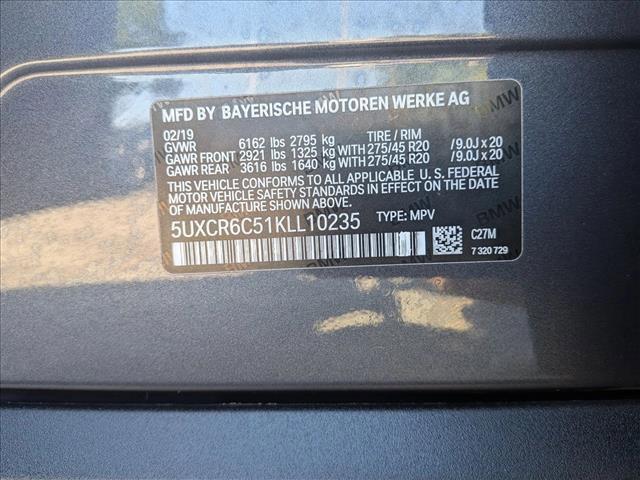 MFD BY BAYERISCHE MOTOREN WERKE AG
02/19
GVWR 6162 lbs 2795 kg TIRE / RIM
GAWR FRONT 2921 lbs 1325 kg WITH 275/45 R20 /9.0J x 20
GAWR REAR 3616 lbs 1640 kg WITH 275/45 R20 /9.0J x 20
THIS VEHICLE CONFORMS TO ALL APPLICABLE U. S. FEDERAL
MOTOR VEHICLE SAFETY STANDARDS IN EFFECT ON THE DATE
OF MANUFACTURE SHOWN ABOVE.
5UXCR6C51KLL10235 TYPE: MPV
C27M
7 320 729
BMW
BMW
BMW